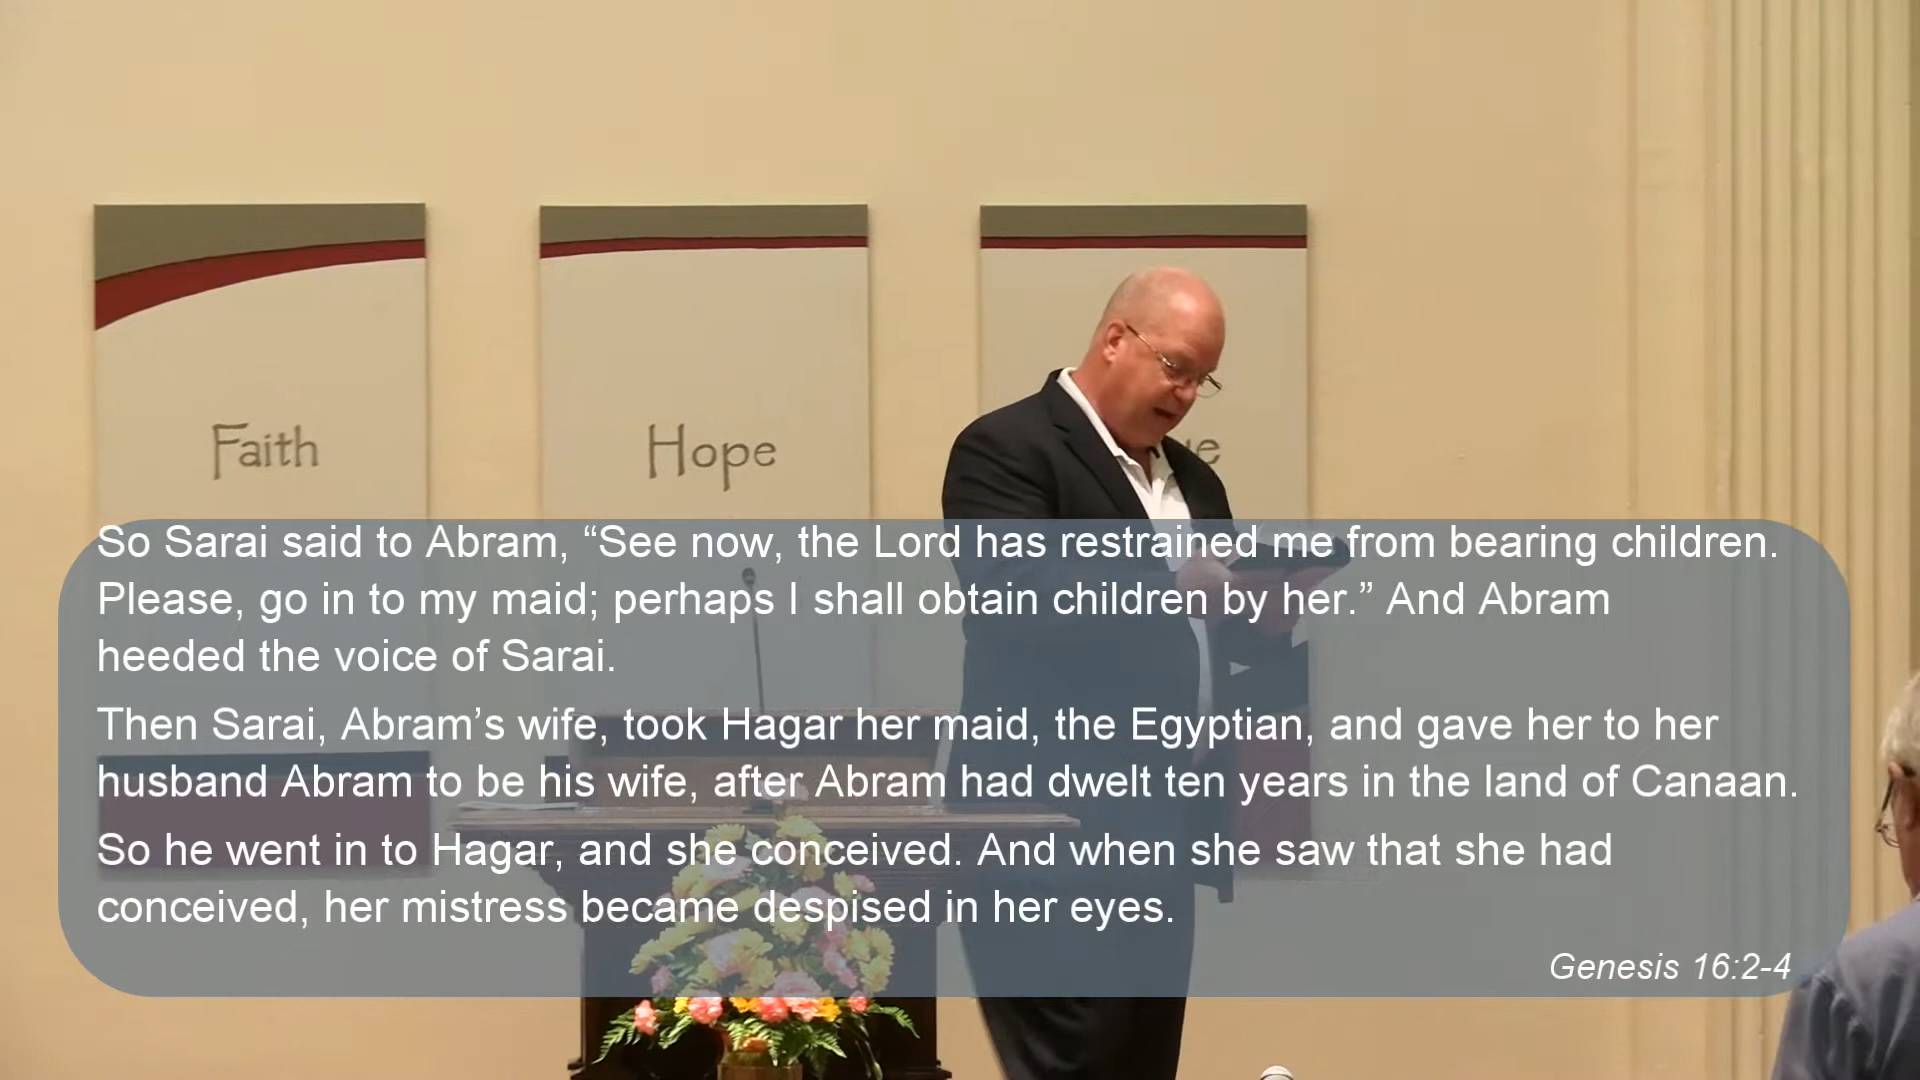 Faith
Hope
So Sarai said to Abram, “See now, the Lord has restrained me from bearing children.
Please, go in to my maid; perhaps I shall obtain children by her.” And Abram
heeded the voice of Sarai.
Then Sarai, Abram’s wife, took Hagar her maid, the Egyptian, and gave her to her
husband Abram to be his wife, after Abram had dwelt ten years in the land of Canaan.
So he went in to Hagar, and she conceived. And when she saw that she had
conceived, her mistress became despised in her eyes.
Genesis 16:2-4